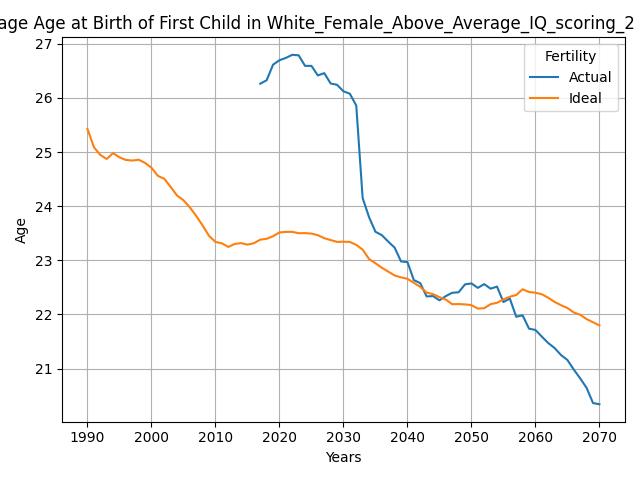 Age at Birth of First Child in White_Female_Above_Average_IQ_scoring_2
27
26
25
24
23
22
21
Age
Fertility
Actual
Ideal
1990 2000 2010 2020 2030 2040 2050 2060 2070
Years